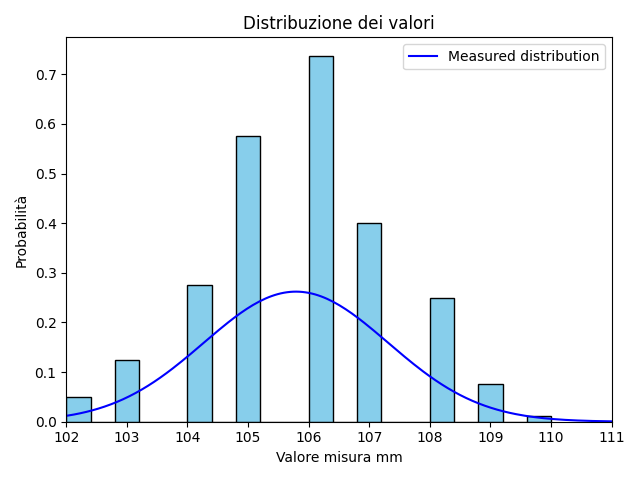 Distribuzione dei valori
Measured distribution
Probabilità
0.7
0.6
0.5
0.4
0.3
0.2
0.1
0.0
102 103 104 105 106 107 108 109 110 111
Valore misura mm